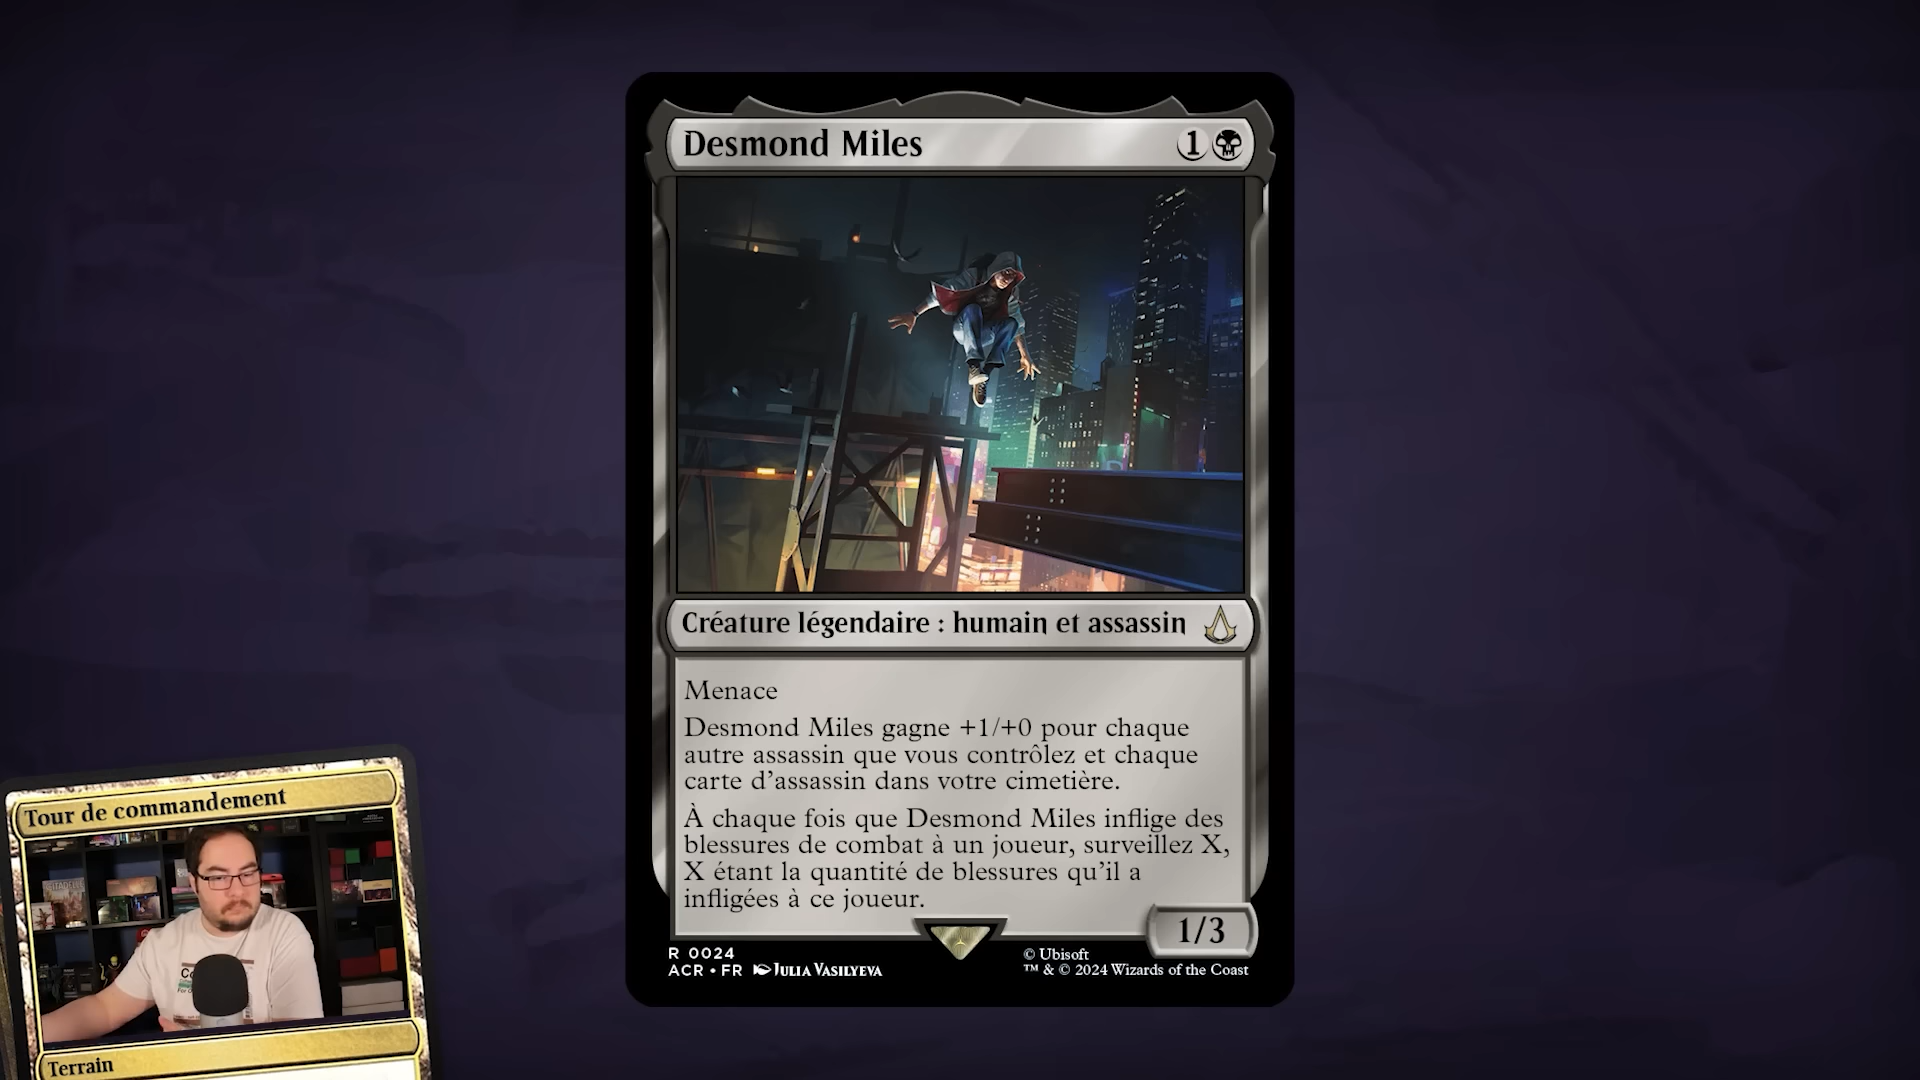 Desmond Miles
1
Créature légendaire : humain et assassin
Menace
Desmond Miles gagne +1/+0 pour chaque
autre assassin que vous contrôlez et chaque
carte d'assassin dans votre cimetière.
À chaque fois que Desmond Miles inflige des
blessures de combat à un joueur, surveillez X,
X étant la quantité de blessures qu'il a
infligées à ce joueur.
1/3
R 0024
ACR • FR JULIA VASILYEVA
© Ubisoft
™ & © 2024 Wizards of the Coast
Tour de commandement
CITADELLES
Terrain